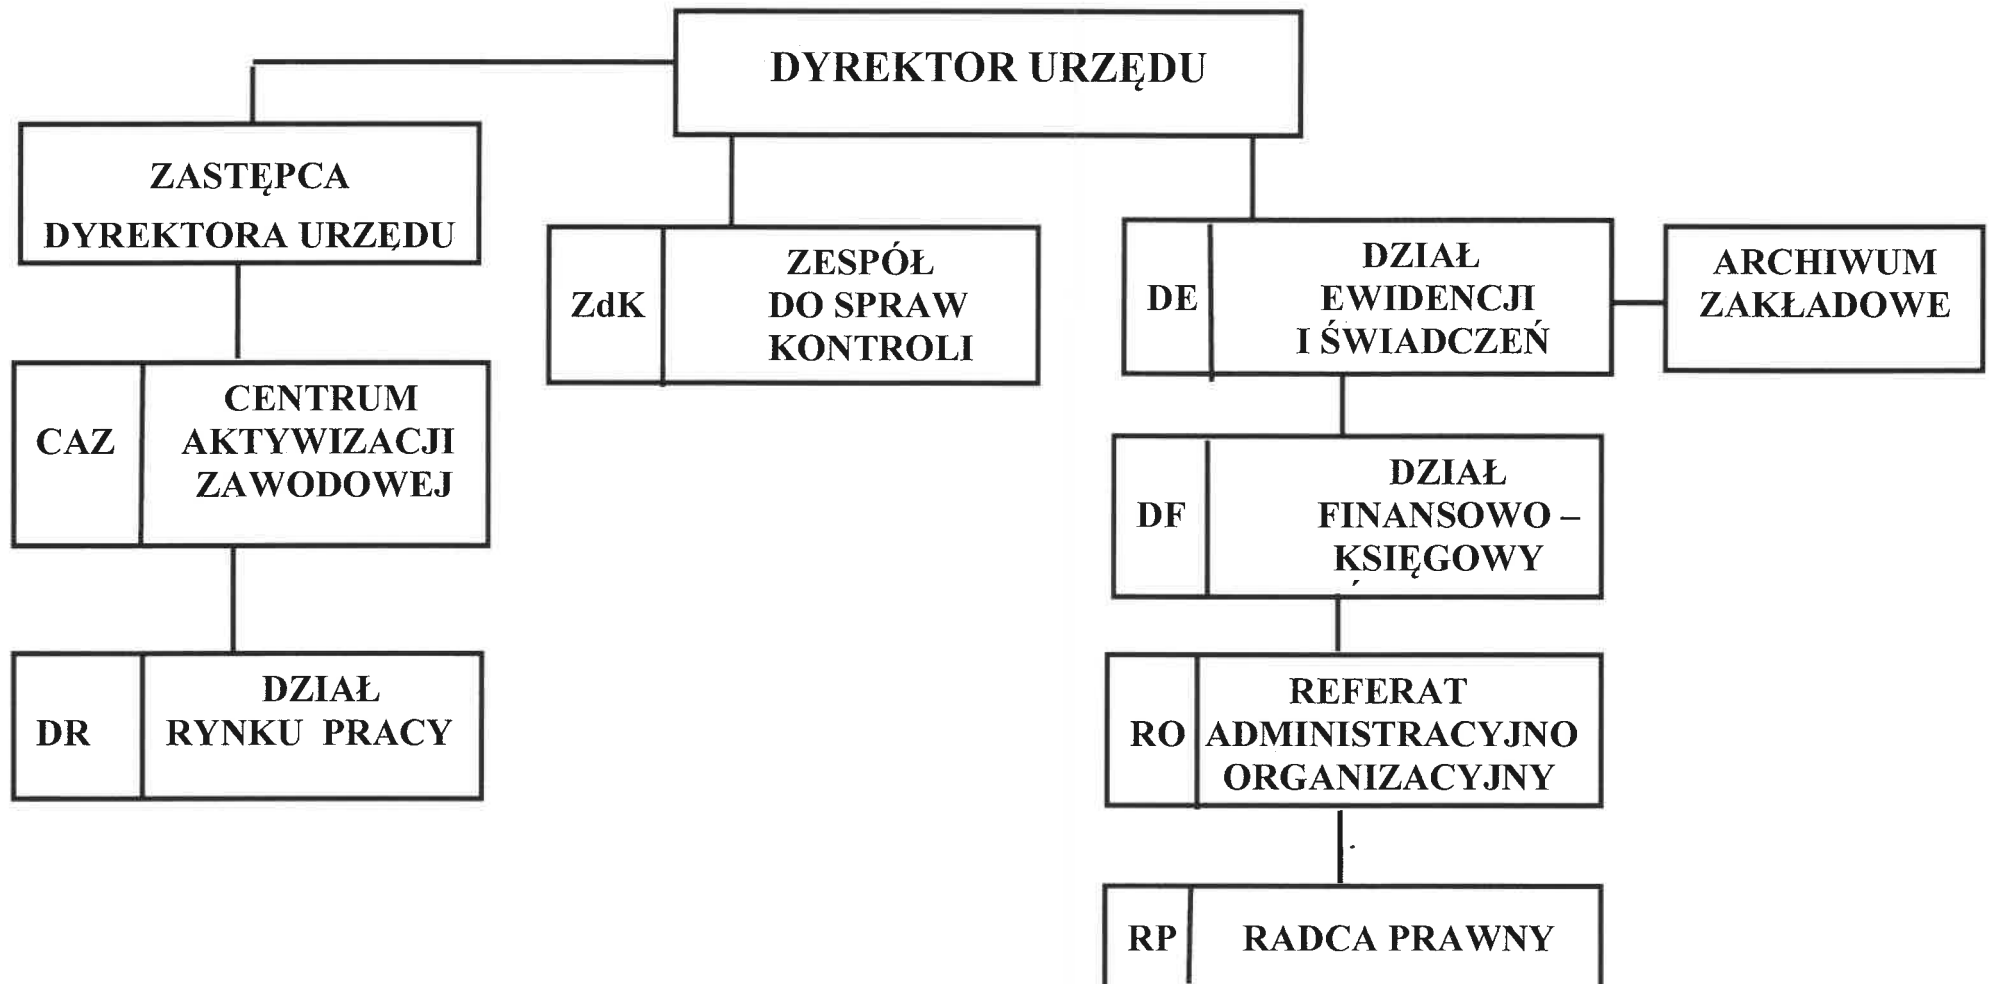 DYREKTOR URZĘDU
ZASTĘPCA
DYREKTORA URZĘDU
ZdK
ZESPÓŁ
DO SPRAW
KONTROLI
DE
DZIAŁ
EWIDENCJI
I ŚWIADCZEŃ
ARCHIWUM
ZAKŁADOWE
CAZ
CENTRUM
AKTYWIZACJI
ZAWODOWEJ
DF
DZIAŁ
FINANSOWO –
KSIĘGOWY
DR
DZIAŁ
RYNKU PRACY
RO
REFERAT
ADMINISTRACYJNO
ORGANIZACYJNY
RP
RADCA PRAWNY